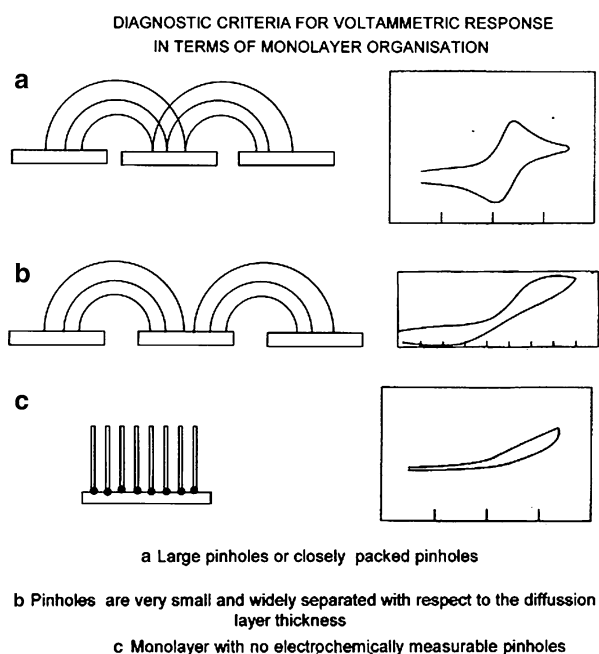 DIAGNOSTIC CRITERIA FOR VOLTAMMETRIC RESPONSE
IN TERMS OF MONOLAYER ORGANISATION
a
b
c
a Large pinholes or closely packed pinholes
b Pinholes are very small and widely separated with respect to the diffussion
layer thickness
c Monolayer with no electrochemically measurable pinholes